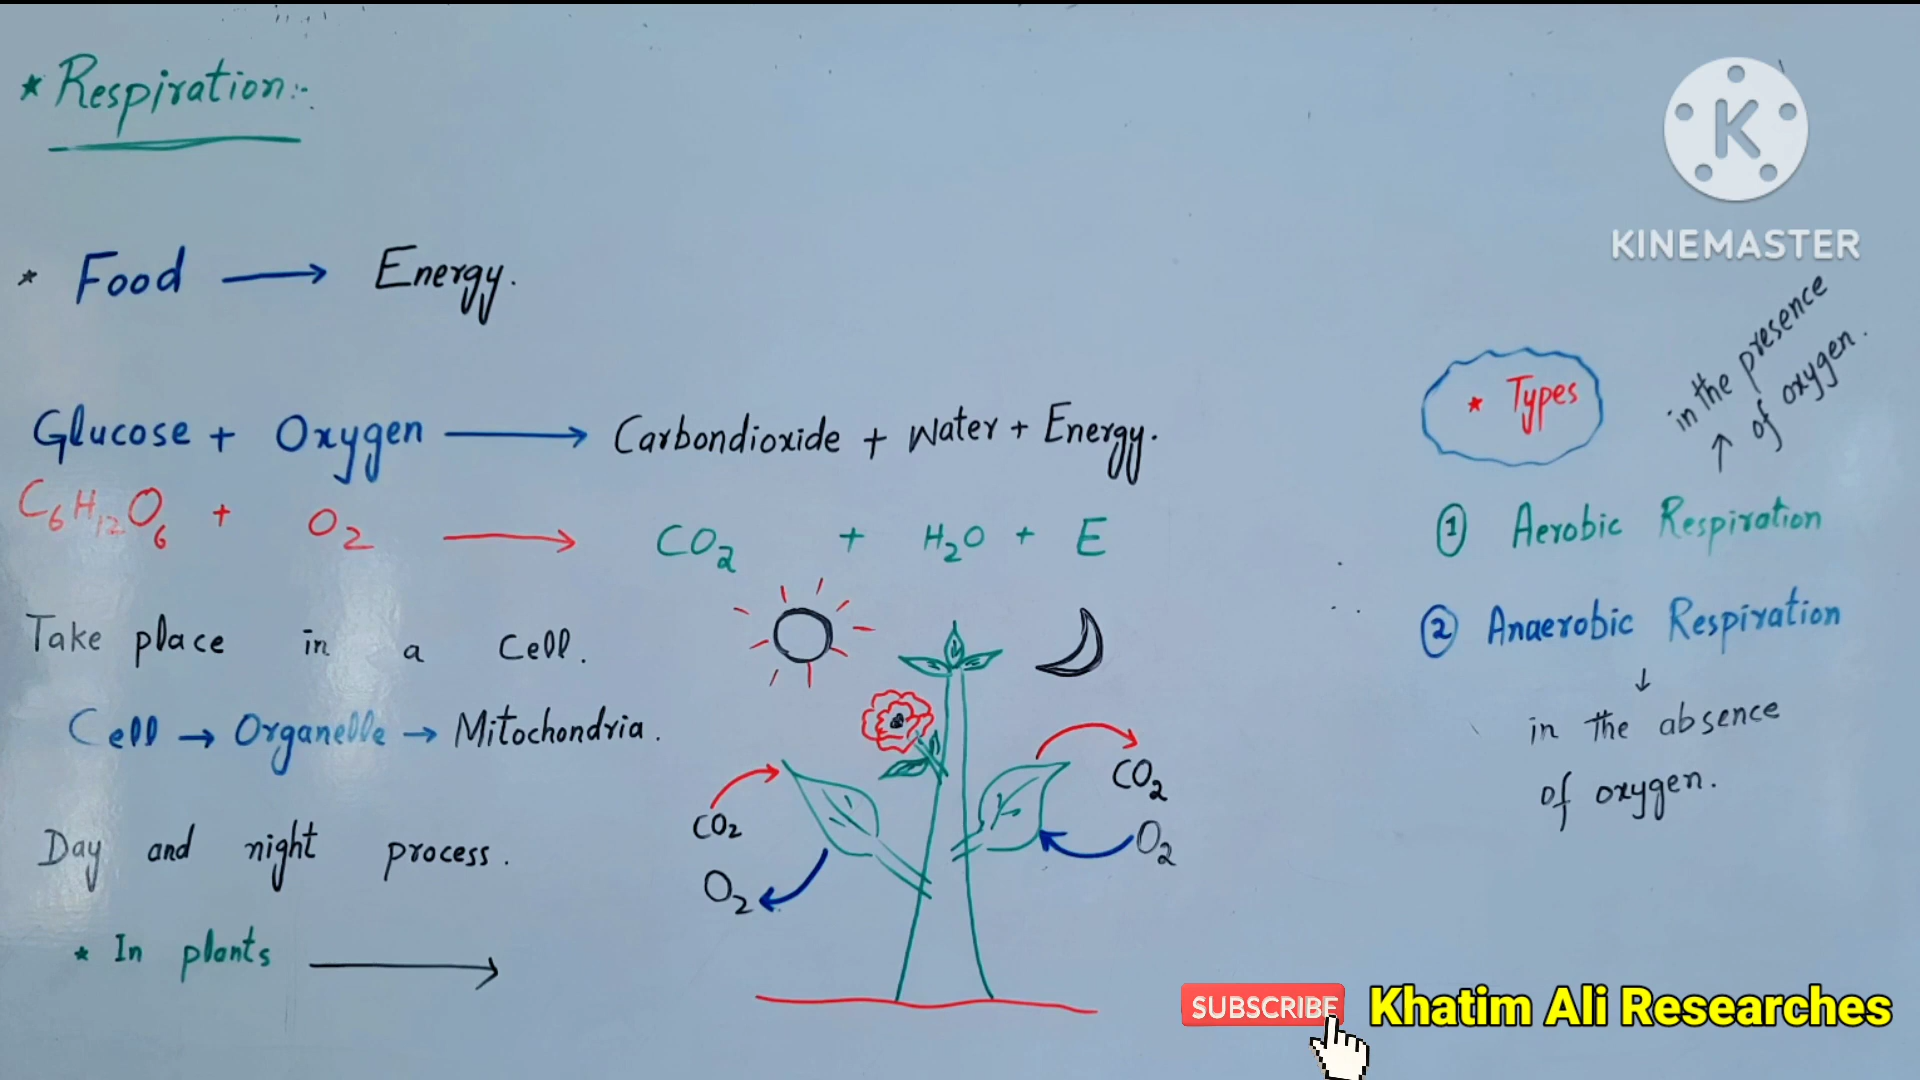 * Respiration:-
* Food → Energy.
Glucose + Oxygen → Carbondioxide + Water + Energy.
C6H12O6 + O2 → CO2 + H2O + E
Take place in a Cell.
Cell → Organelle → Mitochondria.
Day and night process.
* In plants →
CO2
O2
CO2
O2
K
KINEMASTER
* Types
in the presence
of oxygen.
↑
① Aerobic Respiration
② Anaerobic Respiration
↓
in the absence
of oxygen.
SUBSCRIBE
Khatim Ali Researches